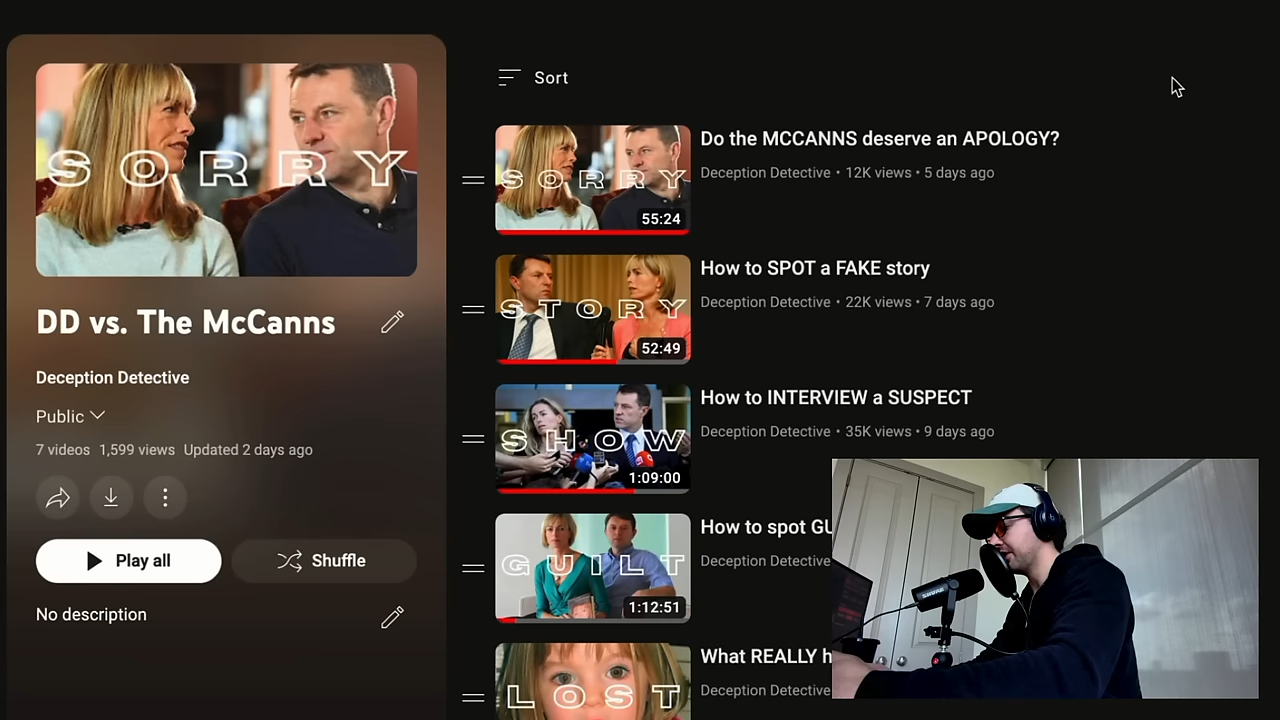 SORRY
DD vs. The McCanns
Deception Detective
Public
7 videos 1,599 views Updated 2 days ago
Play all
Shuffle
No description
Sort
SORRY
55:24
Do the MCCANNS deserve an APOLOGY?
Deception Detective • 12K views • 5 days ago
STORY
52:49
How to SPOT a FAKE story
Deception Detective • 22K views • 7 days ago
SHOW
1:09:00
How to INTERVIEW a SUSPECT
Deception Detective • 35K views • 9 days ago
GUILT
1:12:51
How to spot GU
Deception Detective
LOST
What REALLY h
Deception Detective
SHURE